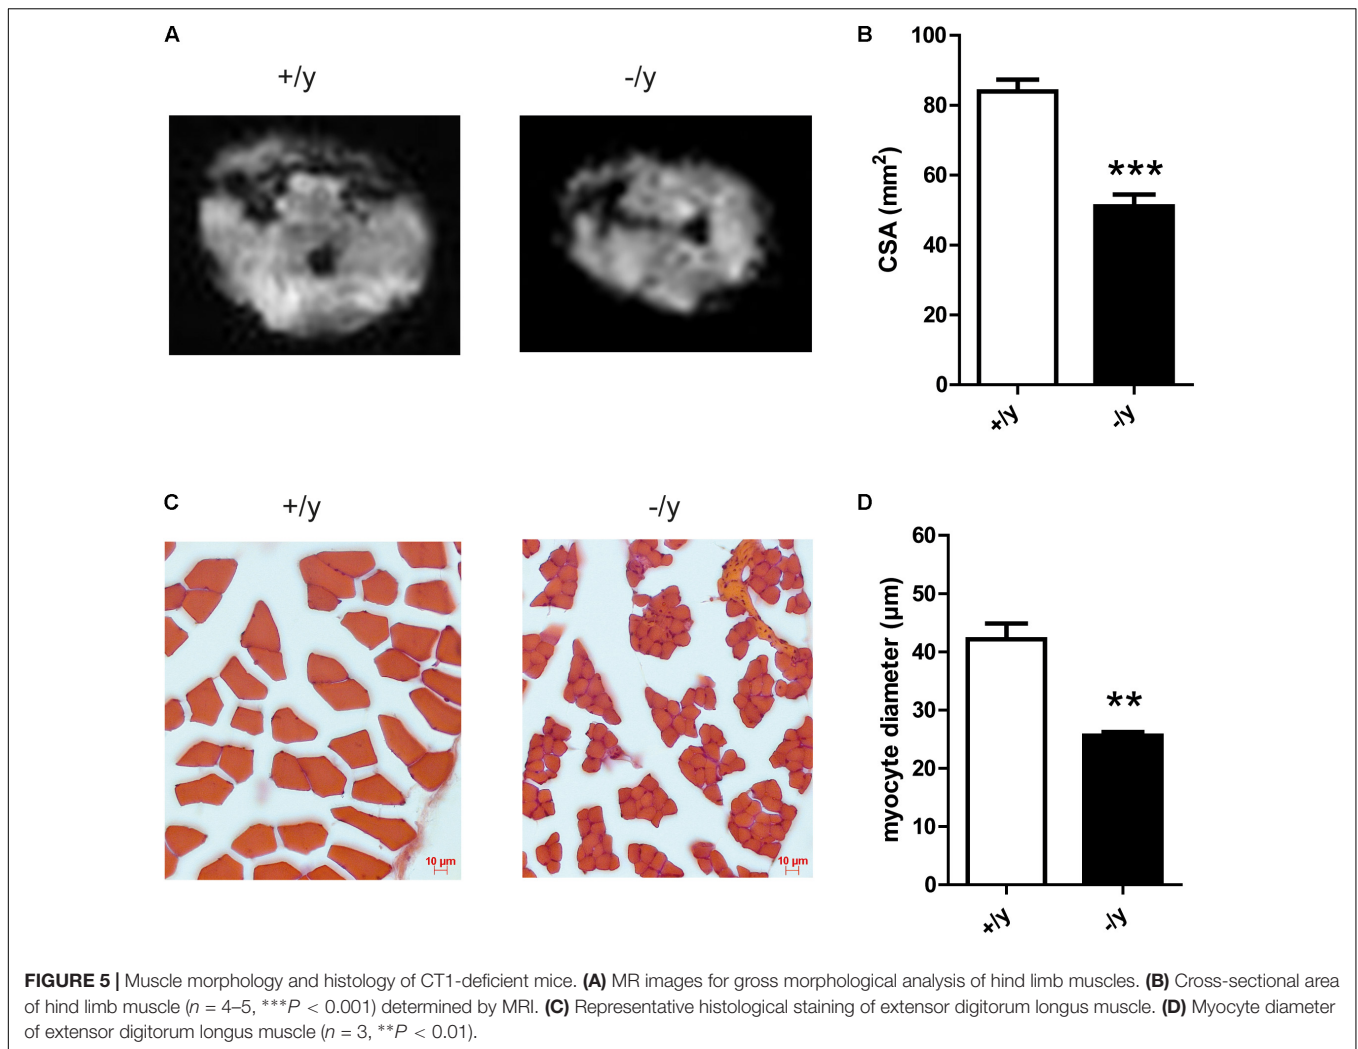 A
+/y
-/y
B
100
80
60
40
20
0
CSA (mm²)
***
+/y
-/y
C
+/y
-/y
10 µm
10 µm
D
60
50
40
30
20
10
0
myocyte diameter (µm)
**
+/y
-/y
FIGURE 5 | Muscle morphology and histology of CT1-deficient mice. (A) MR images for gross morphological analysis of hind limb muscles. (B) Cross-sectional area
of hind limb muscle (n = 4–5, ***P < 0.001) determined by MRI. (C) Representative histological staining of extensor digitorum longus muscle. (D) Myocyte diameter
of extensor digitorum longus muscle (n = 3, **P < 0.01).